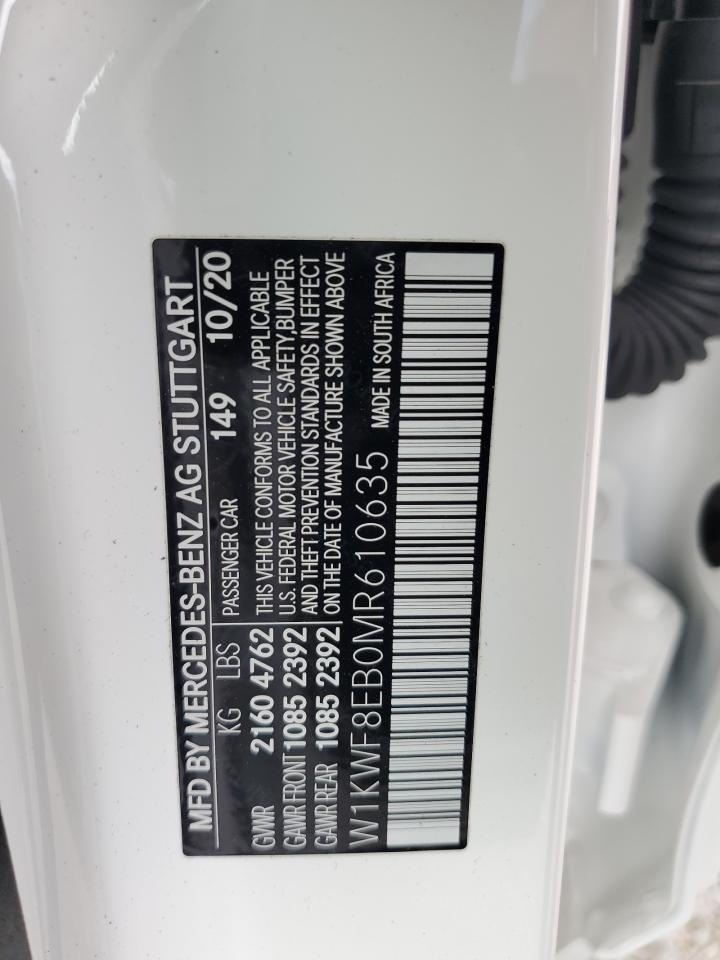 MFD BY MERCEDES-BENZ AG STUTTGART
KG LBS PASSENGER CAR 149 10/20
GVWR 2160 4762 THIS VEHICLE CONFORMS TO ALL APPLICABLE
GAWR FRONT 1085 2392 U.S. FEDERAL MOTOR VEHICLE SAFETY,BUMPER
GAWR REAR 1085 2392 AND THEFT PREVENTION STANDARDS IN EFFECT
ON THE DATE OF MANUFACTURE SHOWN ABOVE
W1KWF8EB0MR610635 MADE IN SOUTH AFRICA